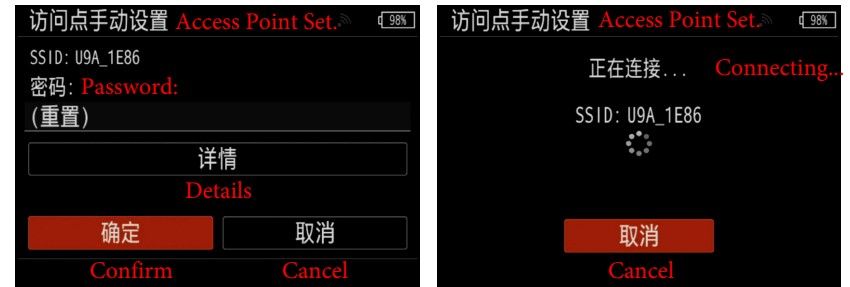 访问点手动设置 Access Point Set. 98%
SSID: U9A_1E86
密码: Password:
(重置)
详情
Details
确定 取消
Confirm Cancel
访问点手动设置 Access Point Set. 98%
正在连接... Connecting...
SSID: U9A_1E86
取消
Cancel